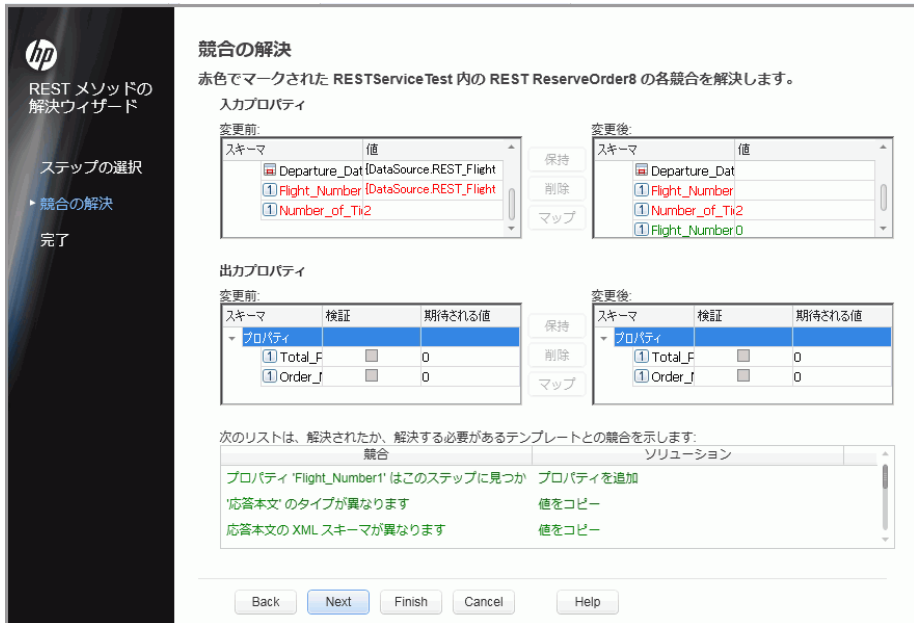 hp
REST メソッドの
解決ウィザード
ステップの選択
競合の解決
完了
競合の解決
赤色でマークされた RESTServiceTest 内の REST ReserveOrder8 の各競合を解決します。
入力プロパティ
変更前:
スキーマ 値
Departure_Dat {DataSource.REST_Flight
Flight_Number {DataSource.REST_Flight
Number_of_Ti 2
保持
削除
マップ
変更後:
スキーマ 値
Departure_Dat
Flight_Number
Number_of_Ti 2
Flight_Number 0
出力プロパティ
変更前:
スキーマ 検証 期待される値
プロパティ
Total_P 0
Order_N 0
保持
削除
マップ
変更後:
スキーマ 検証 期待される値
プロパティ
Total_P 0
Order_N 0
次のリストは、解決されたか、解決する必要があるテンプレートとの競合を示します:
競合 ソリューション
プロパティ 'Flight_Number1' はこのステップに見つか プロパティを追加
'応答本文' のタイプが異なります 値をコピー
応答本文の XML スキーマが異なります 値をコピー
Back Next Finish Cancel Help